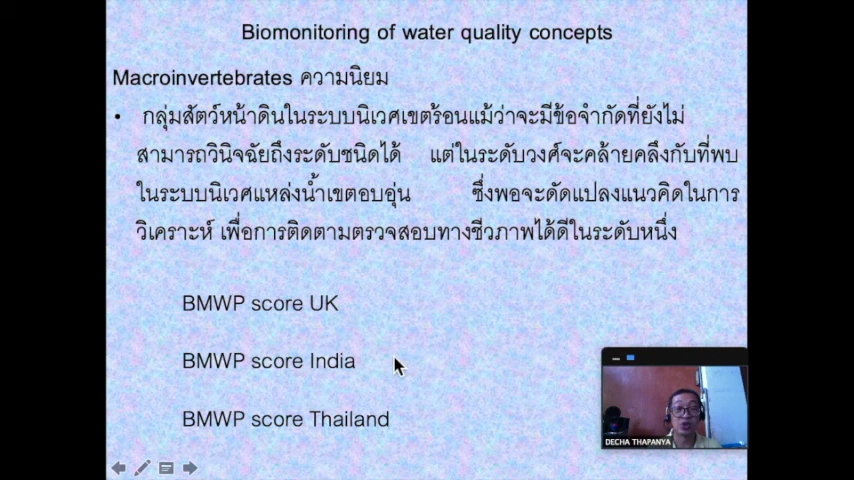 Biomonitoring of water quality concepts
Macroinvertebrates ความนิยม
• กลุ่มสัตว์หน้าดินในระบบนิเวศเขตร้อนแม้ว่าจะมีข้อจำกัดที่ยังไม่
สามารถวินิจฉัยถึงระดับชนิดได้ แต่ในระดับวงศ์จะคล้ายคลึงกับที่พบ
ในระบบนิเวศแหล่งน้ำเขตอบอุ่น ซึ่งพอจะดัดแปลงแนวคิดในการ
วิเคราะห์ เพื่อการติดตามตรวจสอบทางชีวภาพได้ดีในระดับหนึ่ง
BMWP score UK
BMWP score India
BMWP score Thailand
DECHA THAPANYA